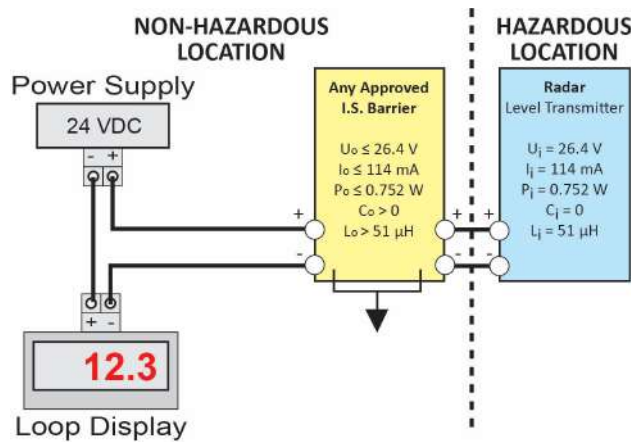 NON-HAZARDOUS
LOCATION
HAZARDOUS
LOCATION
Power Supply
24 VDC
- +
Any Approved
I.S. Barrier
Uₒ ≤ 26.4 V
Iₒ ≤ 114 mA
Pₒ ≤ 0.752 W
Cₒ > 0
Lₒ > 51 µH
Radar
Level Transmitter
Uᵢ = 26.4 V
Iᵢ = 114 mA
Pᵢ = 0.752 W
Cᵢ = 0
Lᵢ = 51 µH
+ + +
- - -
+ -
12.3
Loop Display